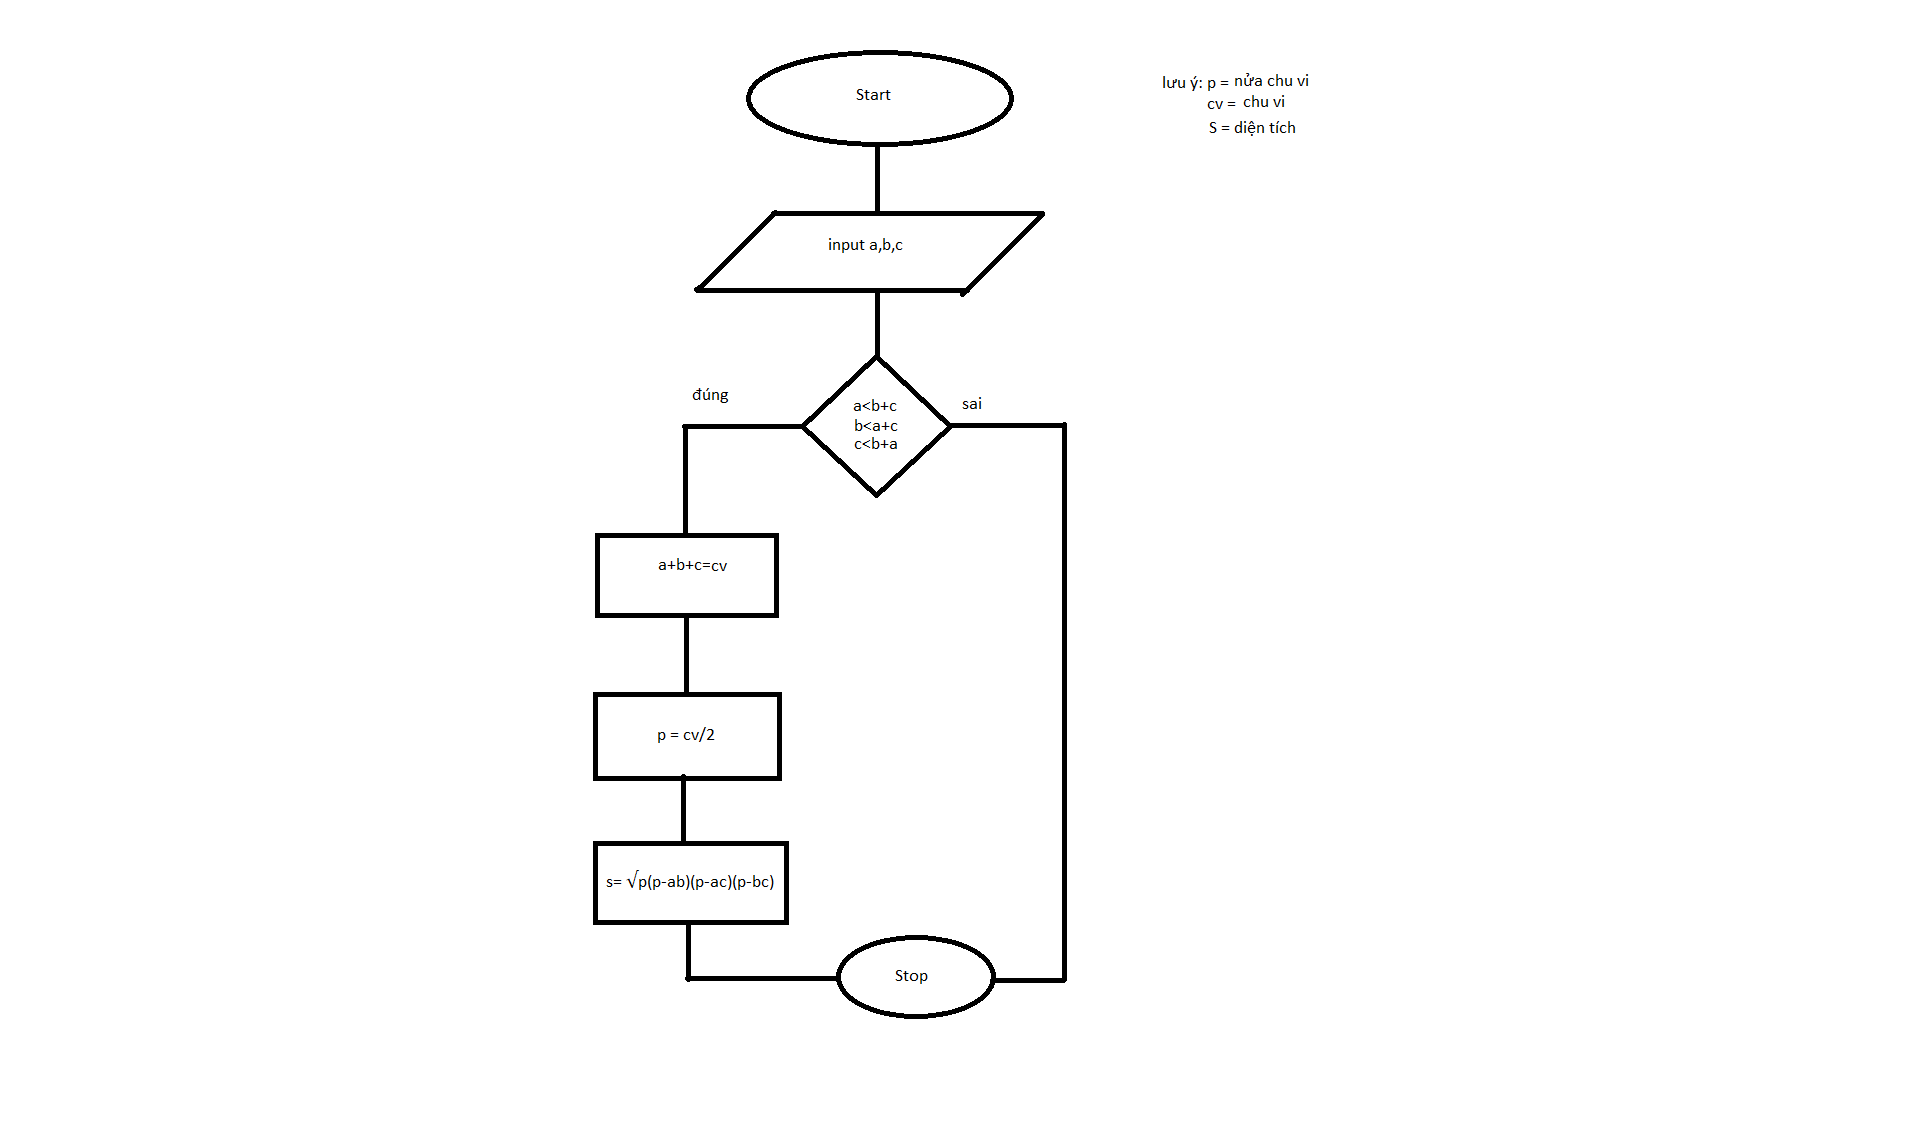 Start
lưu ý: p = nửa chu vi
cv = chu vi
S = diện tích
input a,b,c
đúng
sai
a<b+c
b<a+c
c<b+a
a+b+c=cv
p = cv/2
s= √p(p-ab)(p-ac)(p-bc)
Stop